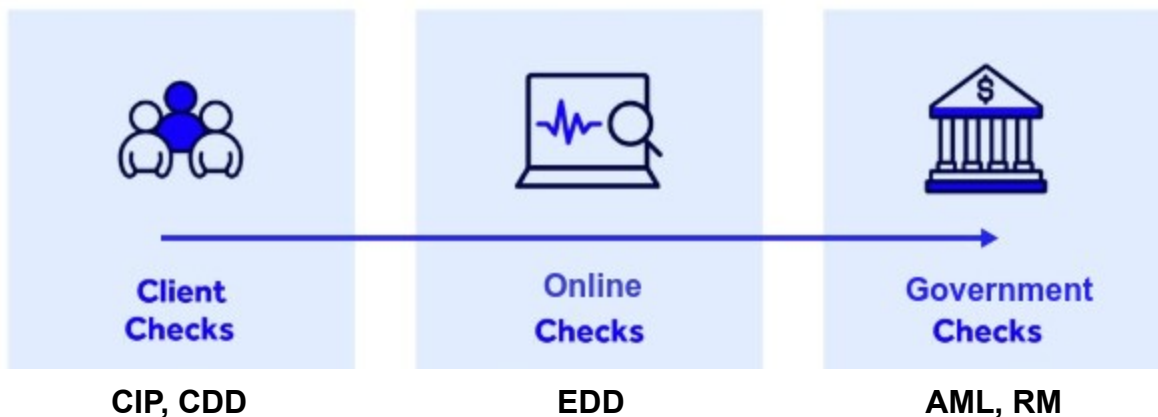 $
Client
Checks
Online
Checks
Government
Checks
CIP, CDD
EDD
AML, RM